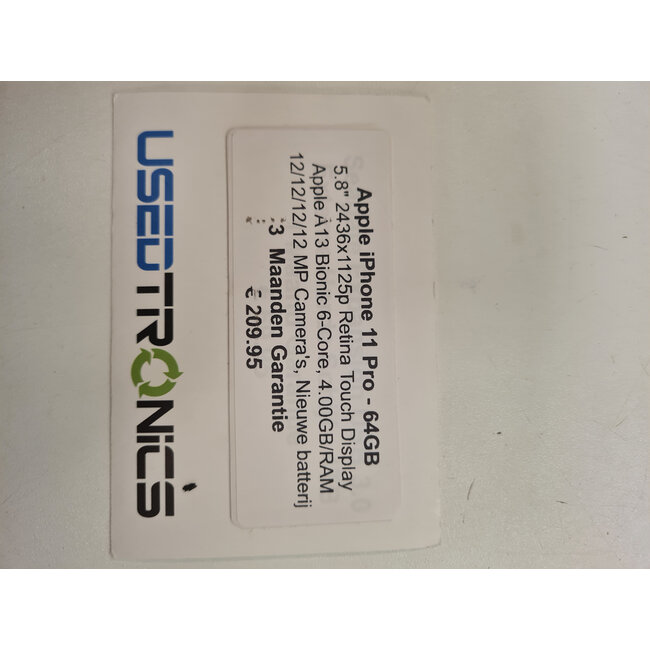 USEDTRONIC'S
Apple iPhone 11 Pro - 64GB
5.8" 2436x1125p Retina Touch Display
Apple A13 Bionic 6-Core, 4.00GB/RAM
12/12/12/12 MP Camera's, Nieuwe batterij
3 Maanden Garantie
€ 209.95